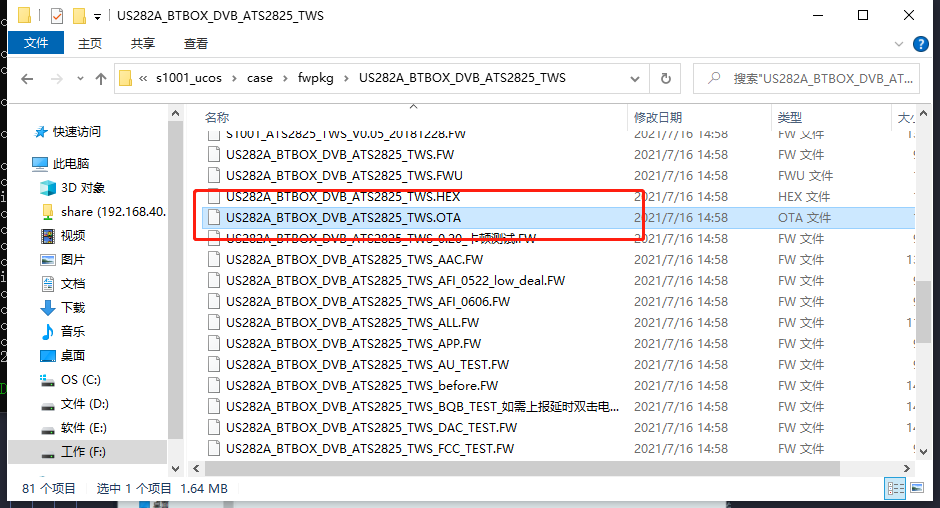 US282A_BTBOX_DVB_ATS2825_TWS
文件 主页 共享 查看
« s1001_ucos › case › fwpkg › US282A_BTBOX_DVB_ATS2825_TWS 搜索"US282A_BTBOX_DVB_AT...
名称 修改日期 类型
快速访问
此电脑
3D 对象
share (192.168.40.
视频
图片
文档
下载
音乐
桌面
OS (C:)
文件 (D:)
软件 (E:)
工作 (F:)
S1001_ATS2825_TWS_V0.05_20181228.FW 2021/7/16 14:58 FW 文件
US282A_BTBOX_DVB_ATS2825_TWS.FW 2021/7/16 14:58 FW 文件
US282A_BTBOX_DVB_ATS2825_TWS.FWU 2021/7/16 14:58 FWU 文件
US282A_BTBOX_DVB_ATS2825_TWS.HEX 2021/7/16 14:58 HEX 文件
US282A_BTBOX_DVB_ATS2825_TWS.OTA 2021/7/16 14:58 OTA 文件
US282A_BTBOX_DVB_ATS2825_TWS_0.20_卡顿测试.FW 2021/7/16 14:58 FW 文件
US282A_BTBOX_DVB_ATS2825_TWS_AAC.FW 2021/7/16 14:58 FW 文件
US282A_BTBOX_DVB_ATS2825_TWS_AFI_0522_low_deal.FW 2021/7/16 14:58 FW 文件
US282A_BTBOX_DVB_ATS2825_TWS_AFI_0606.FW 2021/7/16 14:58 FW 文件
US282A_BTBOX_DVB_ATS2825_TWS_ALL.FW 2021/7/16 14:58 FW 文件
US282A_BTBOX_DVB_ATS2825_TWS_APP.FW 2021/7/16 14:58 FW 文件
US282A_BTBOX_DVB_ATS2825_TWS_AU_TEST.FW 2021/7/16 14:58 FW 文件
US282A_BTBOX_DVB_ATS2825_TWS_before.FW 2021/7/16 14:58 FW 文件
US282A_BTBOX_DVB_ATS2825_TWS_BQB_TEST_如需上报延时双击电... 2021/7/16 14:58 FW 文件
US282A_BTBOX_DVB_ATS2825_TWS_DAC_TEST.FW 2021/7/16 14:58 FW 文件
US282A_BTBOX_DVB_ATS2825_TWS_FCC_TEST.FW 2021/7/16 14:58 FW 文件
81 个项目 选中 1 个项目 1.64 MB